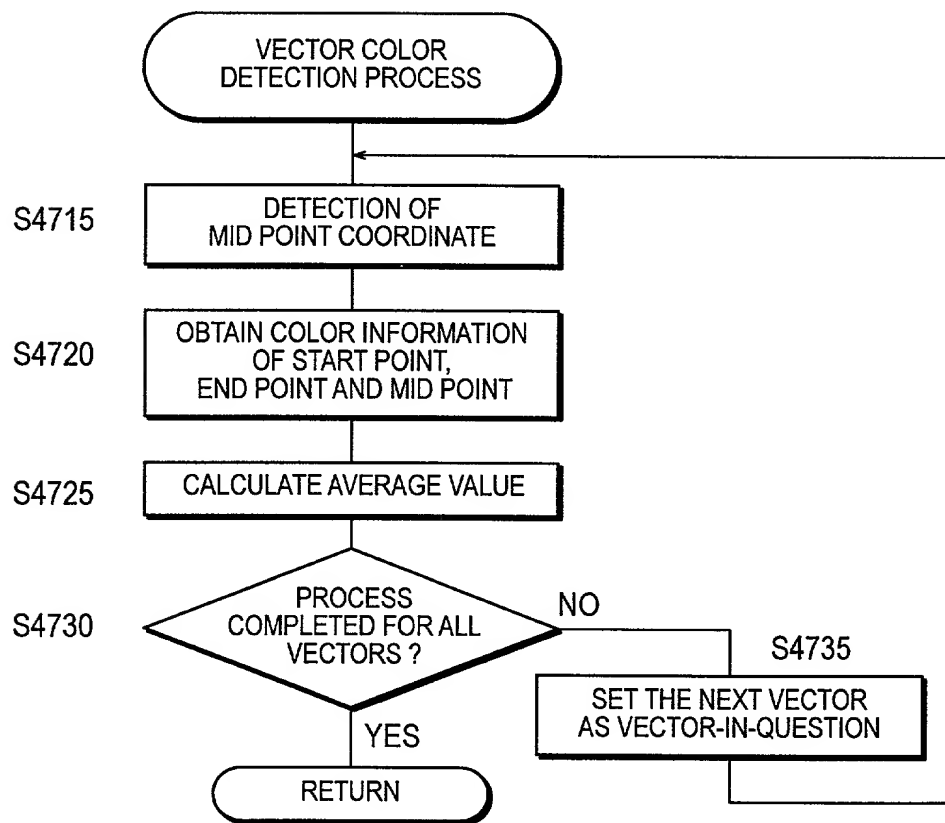 VECTOR COLOR
DETECTION PROCESS
S4715
DETECTION OF
MID POINT COORDINATE
S4720
OBTAIN COLOR INFORMATION
OF START POINT,
END POINT AND MID POINT
S4725
CALCULATE AVERAGE VALUE
S4730
PROCESS
COMPLETED FOR ALL
VECTORS ?
NO
S4735
SET THE NEXT VECTOR
AS VECTOR-IN-QUESTION
YES
RETURN